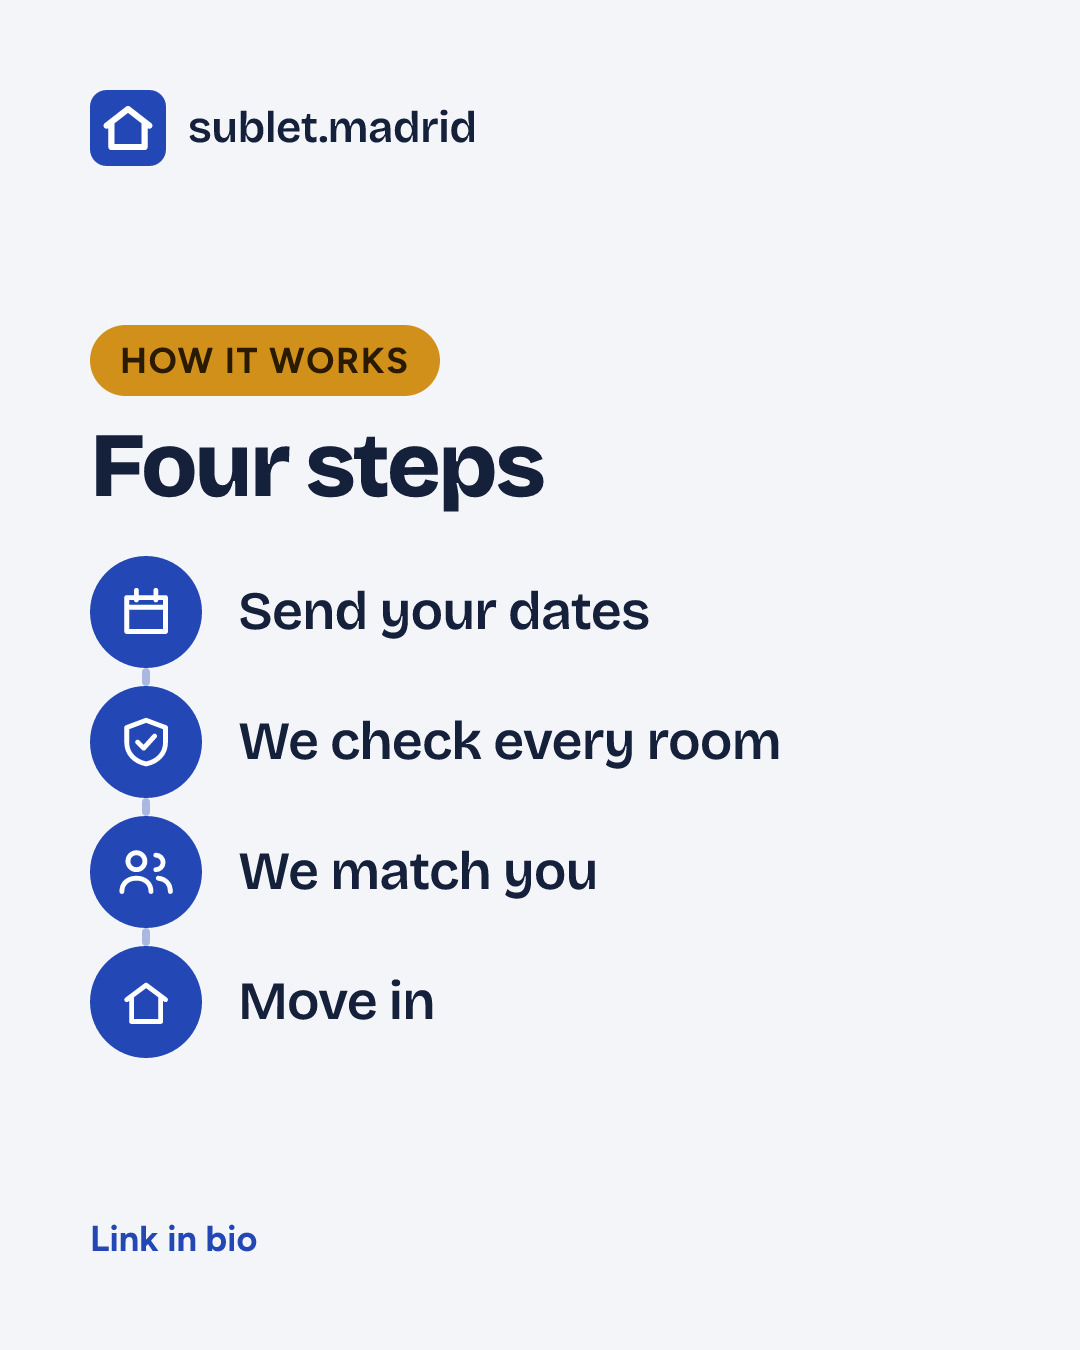 sublet.madrid
HOW IT WORKS
Four steps
Send your dates
We check every room
We match you
Move in
Link in bio